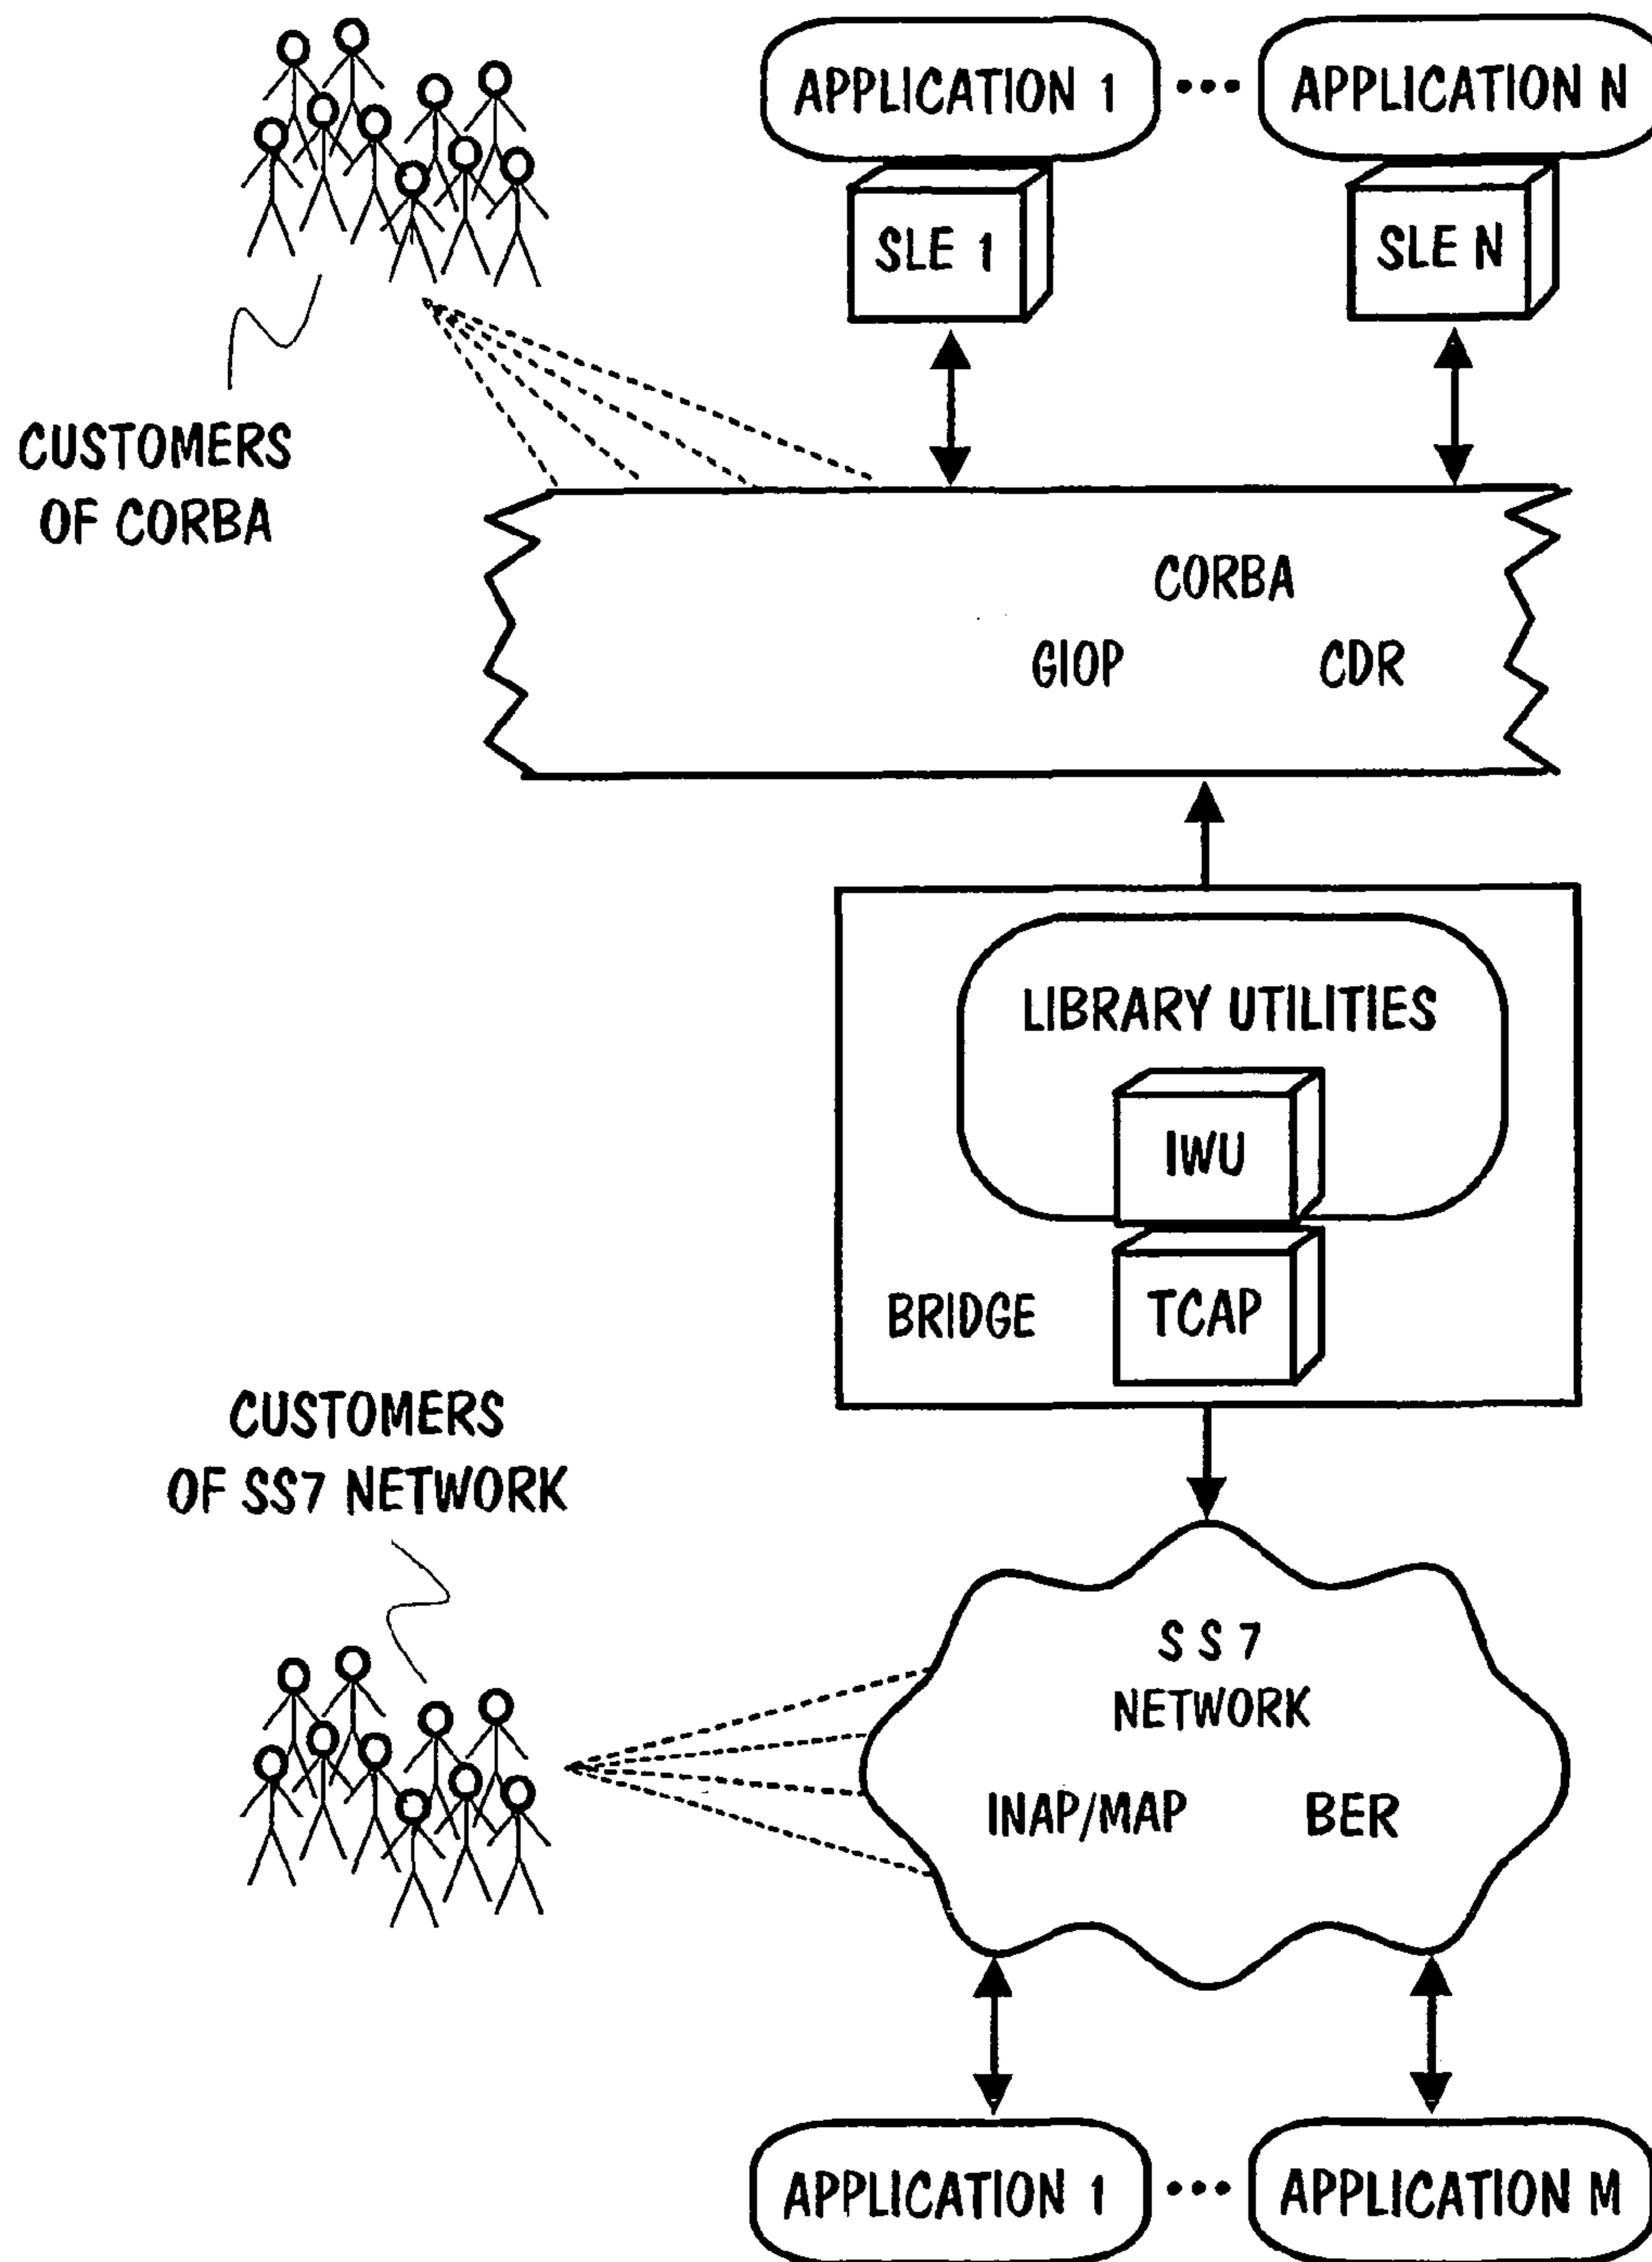 APPLICATION 1 ••• APPLICATION N
SLE 1
SLE N
CUSTOMERS
OF CORBA
CORBA
GIOP
CDR
LIBRARY UTILITIES
IWU
BRIDGE
TCAP
CUSTOMERS
OF SS7 NETWORK
S S 7
NETWORK
INAP/MAP
BER
APPLICATION 1 ••• APPLICATION M